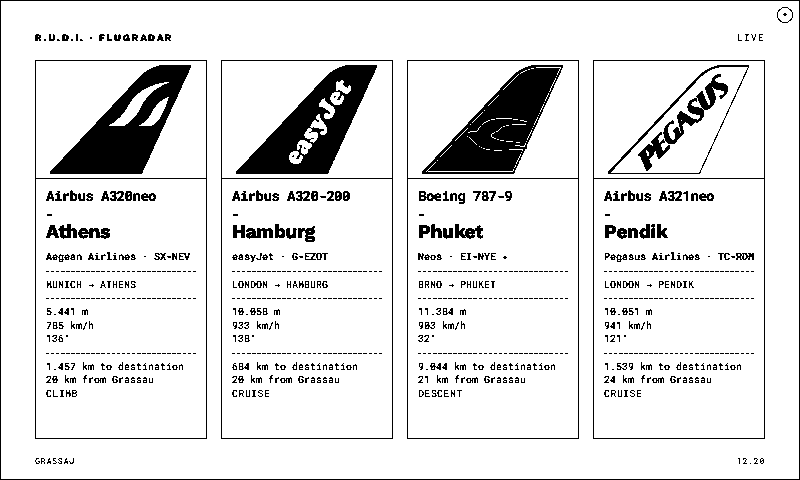 R.U.D.I. · FLUGRADAR
LIVE
easyJet
PEGASUS
Airbus A320neo
-
Athens
Aegean Airlines · SX-NEV
MUNICH → ATHENS
5.441 m
785 km/h
136°
1.457 km to destination
20 km from Grassau
CLIMB
Airbus A320-200
-
Hamburg
easyJet · G-EZOT
LONDON → HAMBURG
10.058 m
933 km/h
138°
684 km to destination
20 km from Grassau
CRUISE
Boeing 787-9
-
Phuket
Neos · EI-NYE ✦
BRNO → PHUKET
11.384 m
903 km/h
32°
9.044 km to destination
21 km from Grassau
DESCENT
Airbus A321neo
-
Pendik
Pegasus Airlines · TC-RDM
LONDON → PENDIK
10.051 m
941 km/h
121°
1.539 km to destination
24 km from Grassau
CRUISE
GRASSAU
12.20